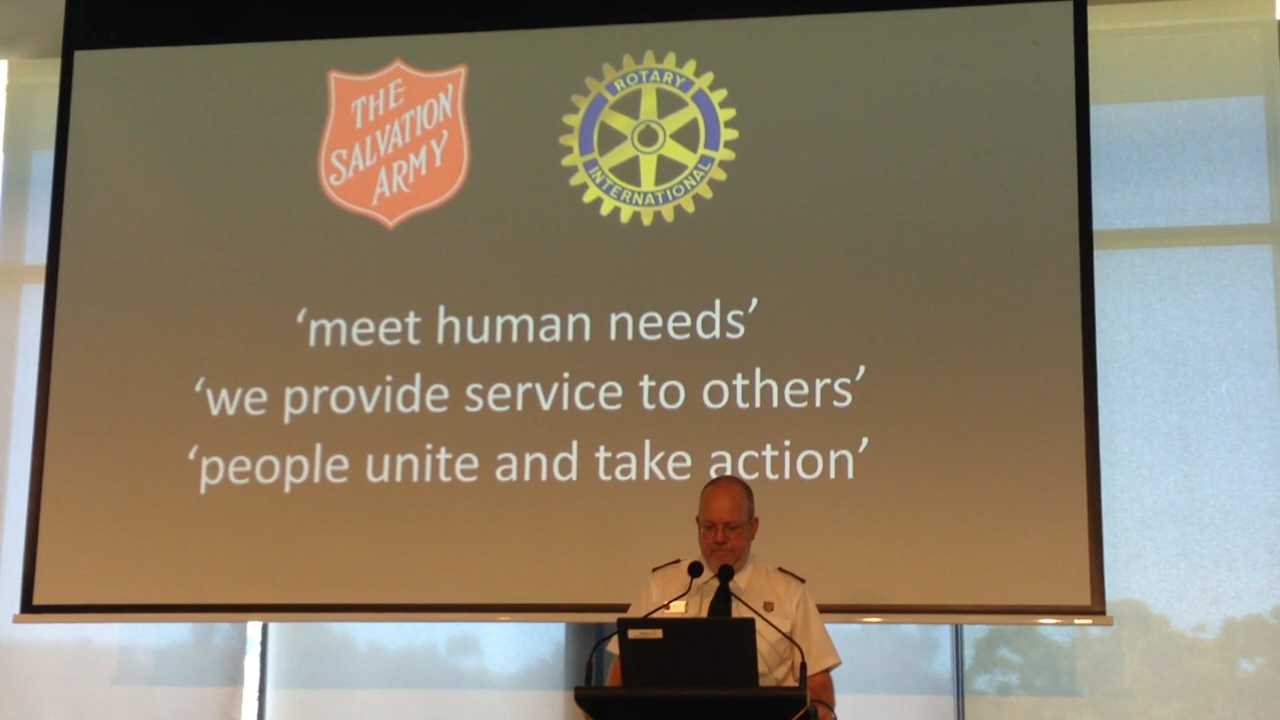 THE
SALVATION
ARMY
ROTARY
INTERNATIONAL
‘meet human needs’
‘we provide service to others’
‘people unite and take action’